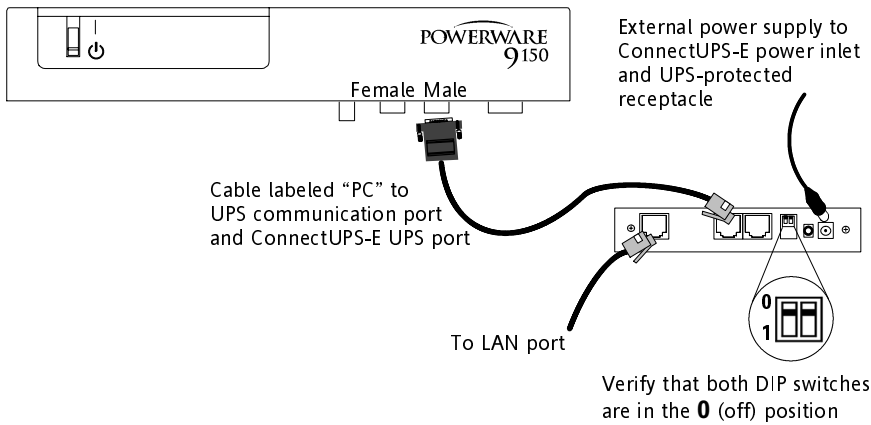 POWERWARE
9150
Female Male
External power supply to
ConnectUPS-E power inlet
and UPS-protected
receptacle
Cable labeled “PC” to
UPS communication port
and ConnectUPS-E UPS port
To LAN port
0
1
Verify that both DIP switches
are in the 0 (off) position